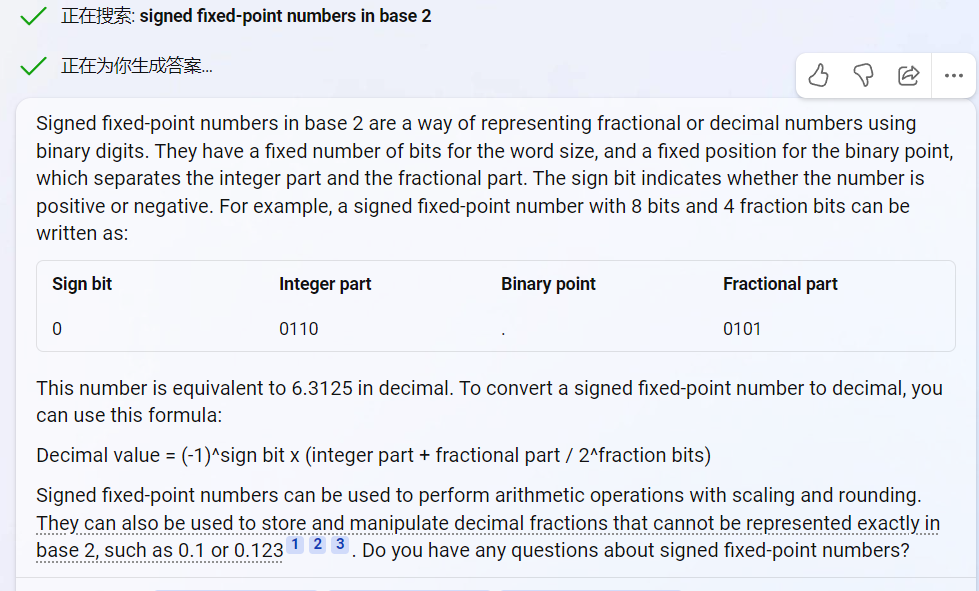 正在搜索: signed fixed-point numbers in base 2
正在为你生成答案...
Signed fixed-point numbers in base 2 are a way of representing fractional or decimal numbers using
binary digits. They have a fixed number of bits for the word size, and a fixed position for the binary point,
which separates the integer part and the fractional part. The sign bit indicates whether the number is
positive or negative. For example, a signed fixed-point number with 8 bits and 4 fraction bits can be
written as:
Sign bit Integer part Binary point Fractional part
0 0110 . 0101
This number is equivalent to 6.3125 in decimal. To convert a signed fixed-point number to decimal, you
can use this formula:
Decimal value = (-1)^sign bit x (integer part + fractional part / 2^fraction bits)
Signed fixed-point numbers can be used to perform arithmetic operations with scaling and rounding.
They can also be used to store and manipulate decimal fractions that cannot be represented exactly in
base 2, such as 0.1 or 0.123 1 2 3 . Do you have any questions about signed fixed-point numbers?